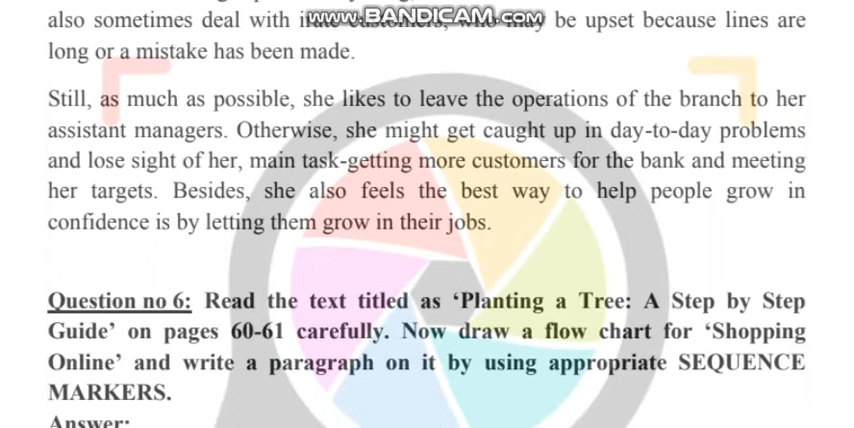 also sometimes deal with irate customers, who may be upset because lines are
www.BANDICAM.com
long or a mistake has been made.
Still, as much as possible, she likes to leave the operations of the branch to her
assistant managers. Otherwise, she might get caught up in day-to-day problems
and lose sight of her, main task-getting more customers for the bank and meeting
her targets. Besides, she also feels the best way to help people grow in
confidence is by letting them grow in their jobs.
Question no 6: Read the text titled as ‘Planting a Tree: A Step by Step
Guide’ on pages 60-61 carefully. Now draw a flow chart for ‘Shopping
Online’ and write a paragraph on it by using appropriate SEQUENCE
MARKERS.
Answer: